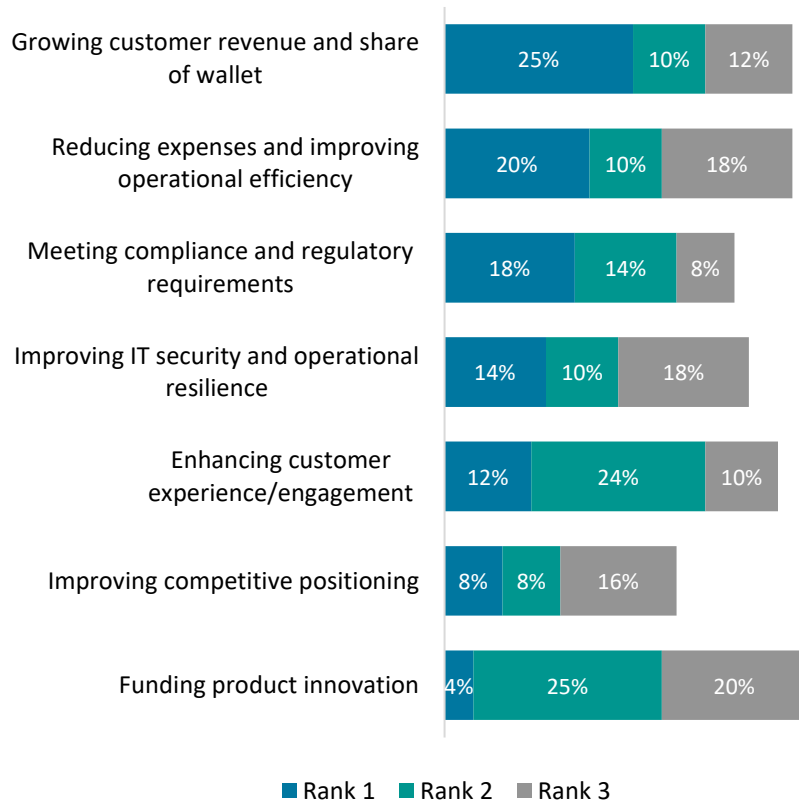 Growing customer revenue and share
of wallet
25% 10% 12%
Reducing expenses and improving
operational efficiency
20% 10% 18%
Meeting compliance and regulatory
requirements
18% 14% 8%
Improving IT security and operational
resilience
14% 10% 18%
Enhancing customer
experience/engagement
12% 24% 10%
Improving competitive positioning
8% 8% 16%
Funding product innovation
4% 25% 20%
Rank 1 Rank 2 Rank 3